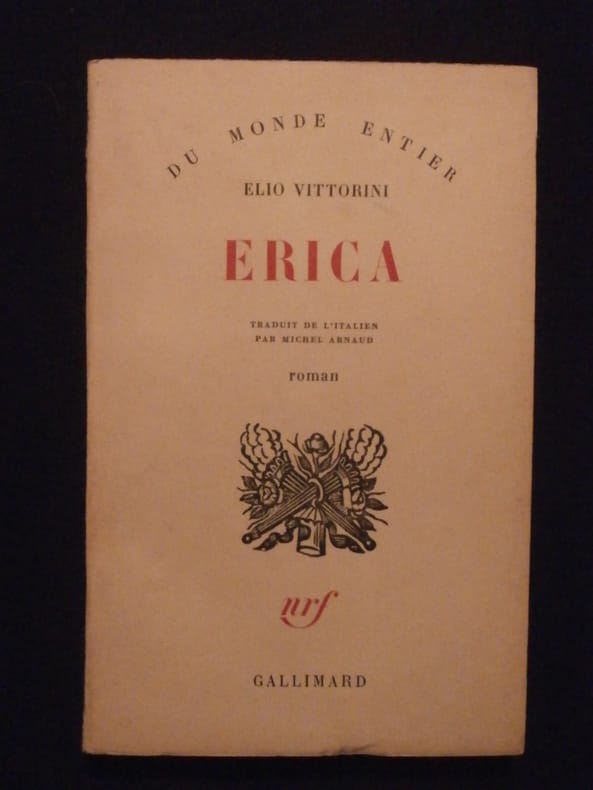 DU MONDE ENTIER
ELIO VITTORINI
ERICA
TRADUIT DE L'ITALIEN
PAR MICHEL ARNAUD
roman
nrf
GALLIMARD